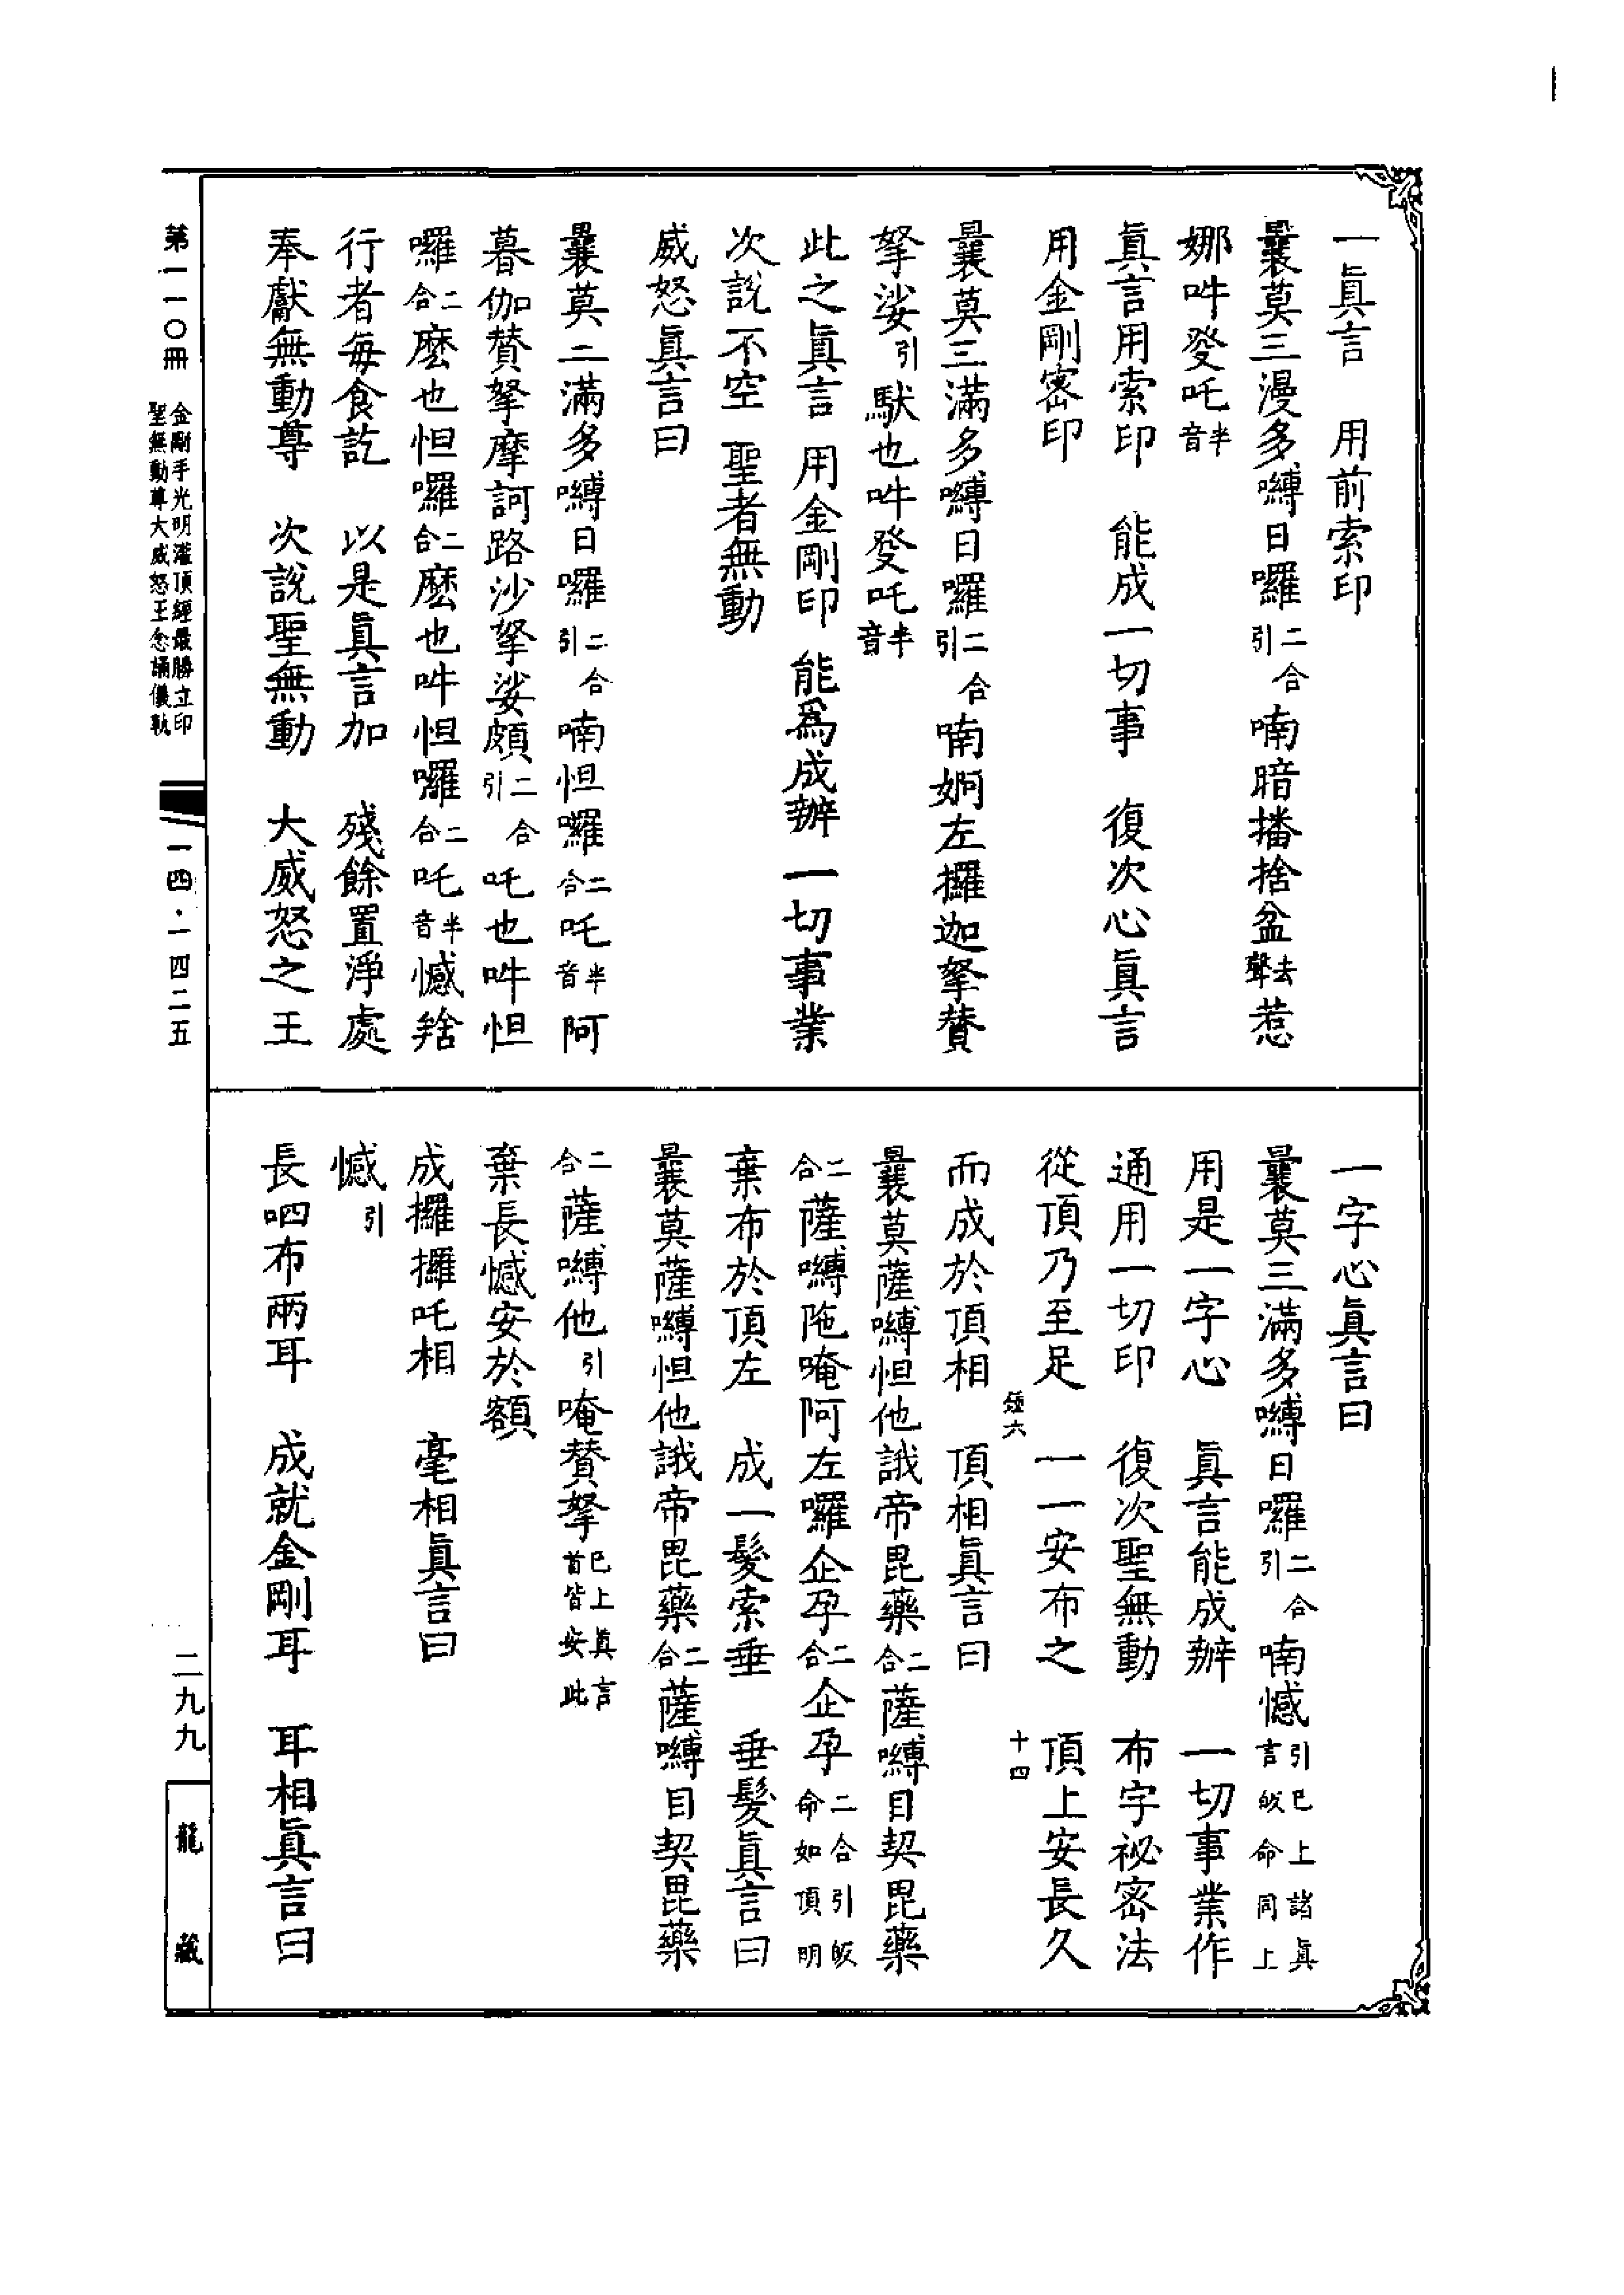 一眞言　用前索印
曩莫三漫多嚩日囉二合引喃暗播捨盆去聲惹
娜吽發吒半音
眞言用索印　能成一切事　復次心眞言
用金剛密印
曩莫三滿多嚩日囉二合引喃婀左攞迦拏贊
拏娑引馱也吽發吒半音
此之眞言　用金剛印　能爲成辦　一切事業
次說不空　聖者無動
威怒眞言曰
曩莫二滿多嚩日囉二合引喃怛囉二合吒半音阿
暮伽贊拏摩訶路沙拏娑頗二合引吒也吽怛
囉二合麽也怛囉二合麽也吽怛囉二合吒半音憾
行者每食訖　以是眞言加　殘餘置淨處
奉獻無動尊　次說聖無動　大威怒之王
一字心眞言曰
曩莫三滿多嚩日囉二合引喃憾引已上諸眞言皈命同上
用是一字心　眞言能成辦　一切事業作
通用一切印　復次聖無動　布字祕密法
從頂乃至足　一一安布之　頂上安長久
六
十四
而成於頂相　頂相眞言曰
曩莫薩嚩怛他誐帝毘藥二合薩嚩目契毘藥
二合薩嚩陁唵阿左囉企孕二合企孕二合引皈命如頂明
棄布於頂左　成一髮索垂　垂髮眞言曰
曩莫薩嚩怛他誐帝毘藥二合薩嚩目契毘藥
二合薩嚩他引唵贊拏已上眞言首皆安此
棄長憾安於額
成攞攞吒相　毫相眞言曰
憾引
長呬布兩耳　成就金剛耳　耳相眞言曰
第一一〇冊
金剛手光明灌頂經最勝立印
聖無動尊大威怒王念誦儀軌
一四·一四二五
二九九
龍藏